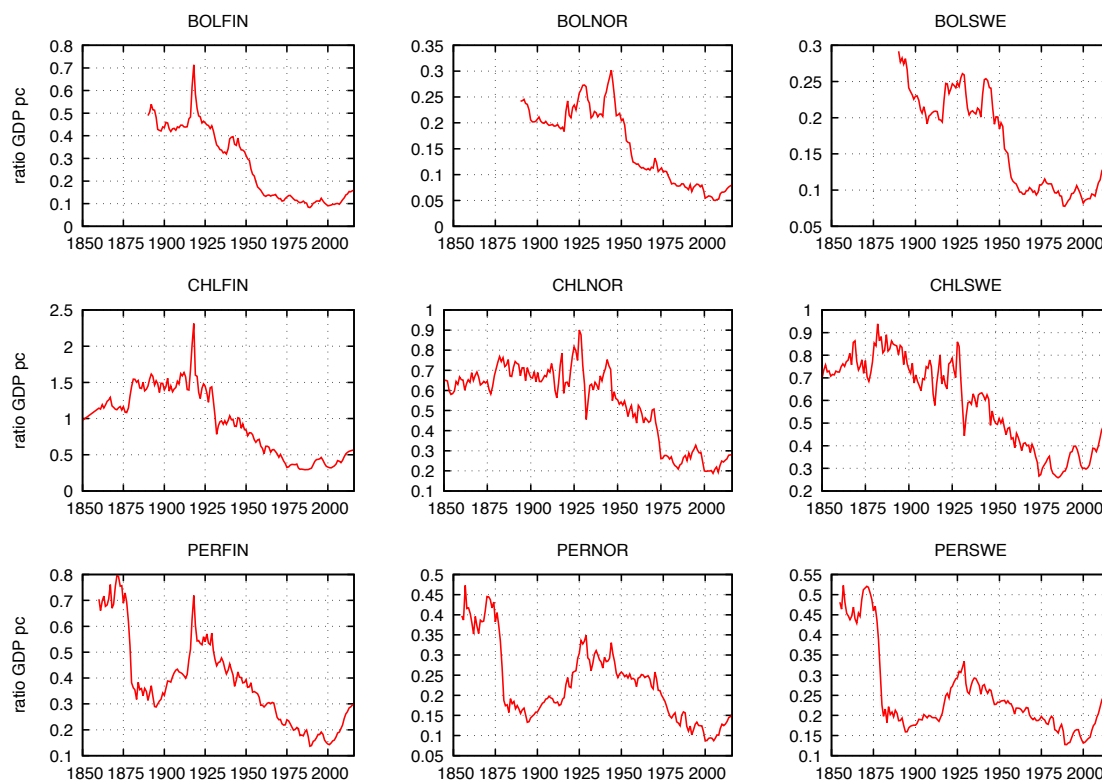 BOLFIN BOLNOR BOLSWE
ratio GDP pc
0.8 0.7 0.6 0.5 0.4 0.3 0.2 0.1 0
0.35 0.3 0.25 0.2 0.15 0.1 0.05 0
0.3 0.25 0.2 0.15 0.1 0.05
1850 1875 1900 1925 1950 1975 2000 1850 1875 1900 1925 1950 1975 2000 1850 1875 1900 1925 1950 1975 2000
CHLFIN CHLNOR CHLSWE
ratio GDP pc
2.5 2 1.5 1 0.5 0
1 0.9 0.8 0.7 0.6 0.5 0.4 0.3 0.2 0.1
1 0.9 0.8 0.7 0.6 0.5 0.4 0.3 0.2
1850 1875 1900 1925 1950 1975 2000 1850 1875 1900 1925 1950 1975 2000 1850 1875 1900 1925 1950 1975 2000
PERFIN PERNOR PERSWE
ratio GDP pc
0.8 0.7 0.6 0.5 0.4 0.3 0.2 0.1
0.5 0.45 0.4 0.35 0.3 0.25 0.2 0.15 0.1 0.05
0.55 0.5 0.45 0.4 0.35 0.3 0.25 0.2 0.15 0.1
1850 1875 1900 1925 1950 1975 2000 1850 1875 1900 1925 1950 1975 2000 1850 1875 1900 1925 1950 1975 2000